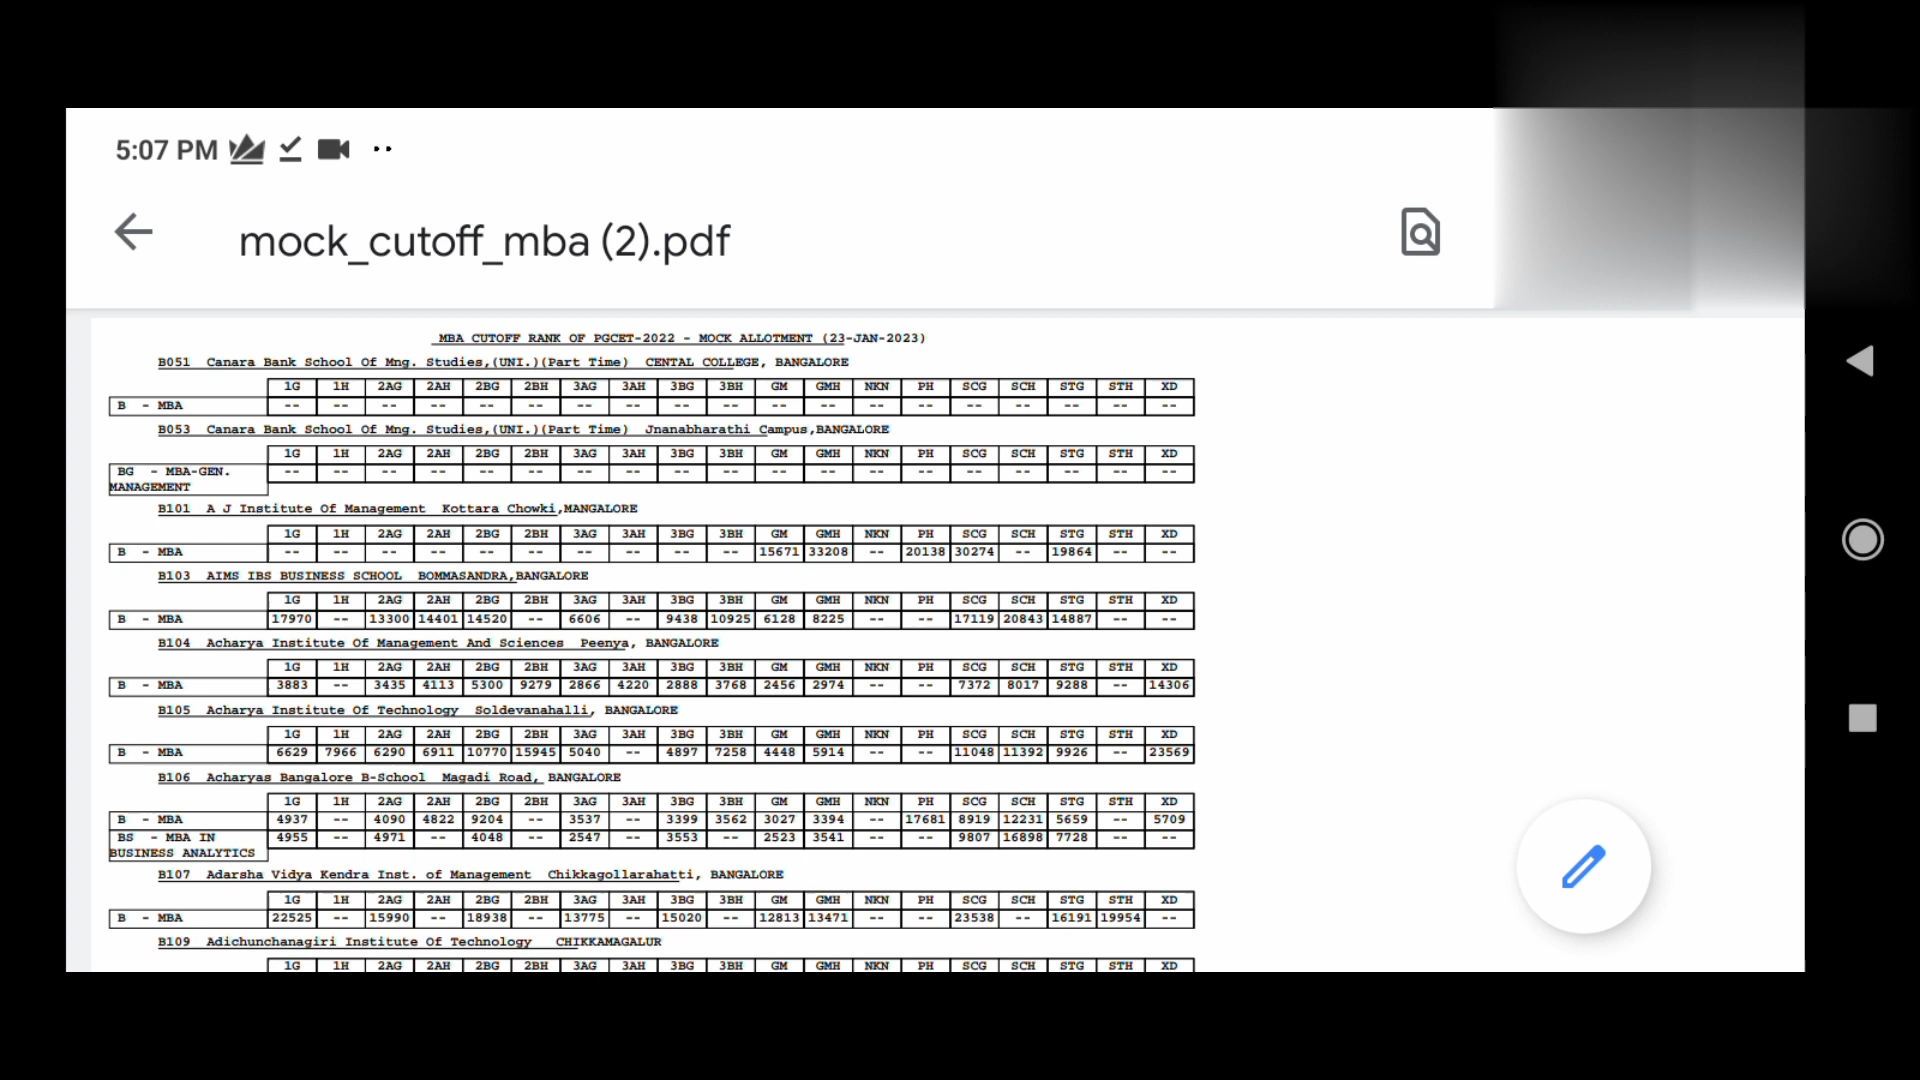 5:07 PM
mock_cutoff_mba (2).pdf
MBA CUTOFF RANK OF PGCET-2022 - MOCK ALLOTMENT (23-JAN-2023)
B051 Canara Bank School Of Mng. Studies,(UNI.)(Part Time) CENTAL COLLEGE, BANGALORE
1G 1H 2AG 2AH 2BG 2BH 3AG 3AH 3BG 3BH GM GMH NKN PH SCG SCH STG STH XD
B - MBA -- -- -- -- -- -- -- -- -- -- -- -- -- -- -- -- -- -- --
B053 Canara Bank School Of Mng. Studies,(UNI.)(Part Time) Jnanabharathi Campus,BANGALORE
1G 1H 2AG 2AH 2BG 2BH 3AG 3AH 3BG 3BH GM GMH NKN PH SCG SCH STG STH XD
BG - MBA-GEN. -- -- -- -- -- -- -- -- -- -- -- -- -- -- -- -- -- -- --
MANAGEMENT
B101 A J Institute Of Management Kottara Chowki,MANGALORE
1G 1H 2AG 2AH 2BG 2BH 3AG 3AH 3BG 3BH GM GMH NKN PH SCG SCH STG STH XD
B - MBA -- -- -- -- -- -- -- -- -- -- 15671 33208 -- 20138 30274 -- 19864 -- --
B103 AIMS IBS BUSINESS SCHOOL BOMMASANDRA,BANGALORE
1G 1H 2AG 2AH 2BG 2BH 3AG 3AH 3BG 3BH GM GMH NKN PH SCG SCH STG STH XD
B - MBA 17970 -- 13300 14401 14520 -- 6606 -- 9438 10925 6128 8225 -- -- 17119 20843 14887 -- --
B104 Acharya Institute Of Management And Sciences Peenya, BANGALORE
1G 1H 2AG 2AH 2BG 2BH 3AG 3AH 3BG 3BH GM GMH NKN PH SCG SCH STG STH XD
B - MBA 3883 -- 3435 4113 5300 9279 2866 4220 2888 3768 2456 2974 -- -- 7372 8017 9288 -- 14306
B105 Acharya Institute Of Technology Soldevanahalli, BANGALORE
1G 1H 2AG 2AH 2BG 2BH 3AG 3AH 3BG 3BH GM GMH NKN PH SCG SCH STG STH XD
B - MBA 6629 7966 6290 6911 10770 15945 5040 -- 4897 7258 4448 5914 -- -- 11048 11392 9926 -- 23569
B106 Acharyas Bangalore B-School Magadi Road, BANGALORE
1G 1H 2AG 2AH 2BG 2BH 3AG 3AH 3BG 3BH GM GMH NKN PH SCG SCH STG STH XD
B - MBA 4937 -- 4090 4822 9204 -- 3537 -- 3399 3562 3027 3394 -- 17681 8919 12231 5659 -- 5709
BS - MBA IN 4955 -- 4971 -- 4048 -- 2547 -- 3553 -- 2523 3541 -- -- 9807 16898 7728 -- --
BUSINESS ANALYTICS
B107 Adarsha Vidya Kendra Inst. of Management Chikkagollarahatti, BANGALORE
1G 1H 2AG 2AH 2BG 2BH 3AG 3AH 3BG 3BH GM GMH NKN PH SCG SCH STG STH XD
B - MBA 22525 -- 15990 -- 18938 -- 13775 -- 15020 -- 12813 13471 -- -- 23538 -- 16191 19954 --
B109 Adichunchanagiri Institute Of Technology CHIKKAMAGALUR
1G 1H 2AG 2AH 2BG 2BH 3AG 3AH 3BG 3BH GM GMH NKN PH SCG SCH STG STH XD